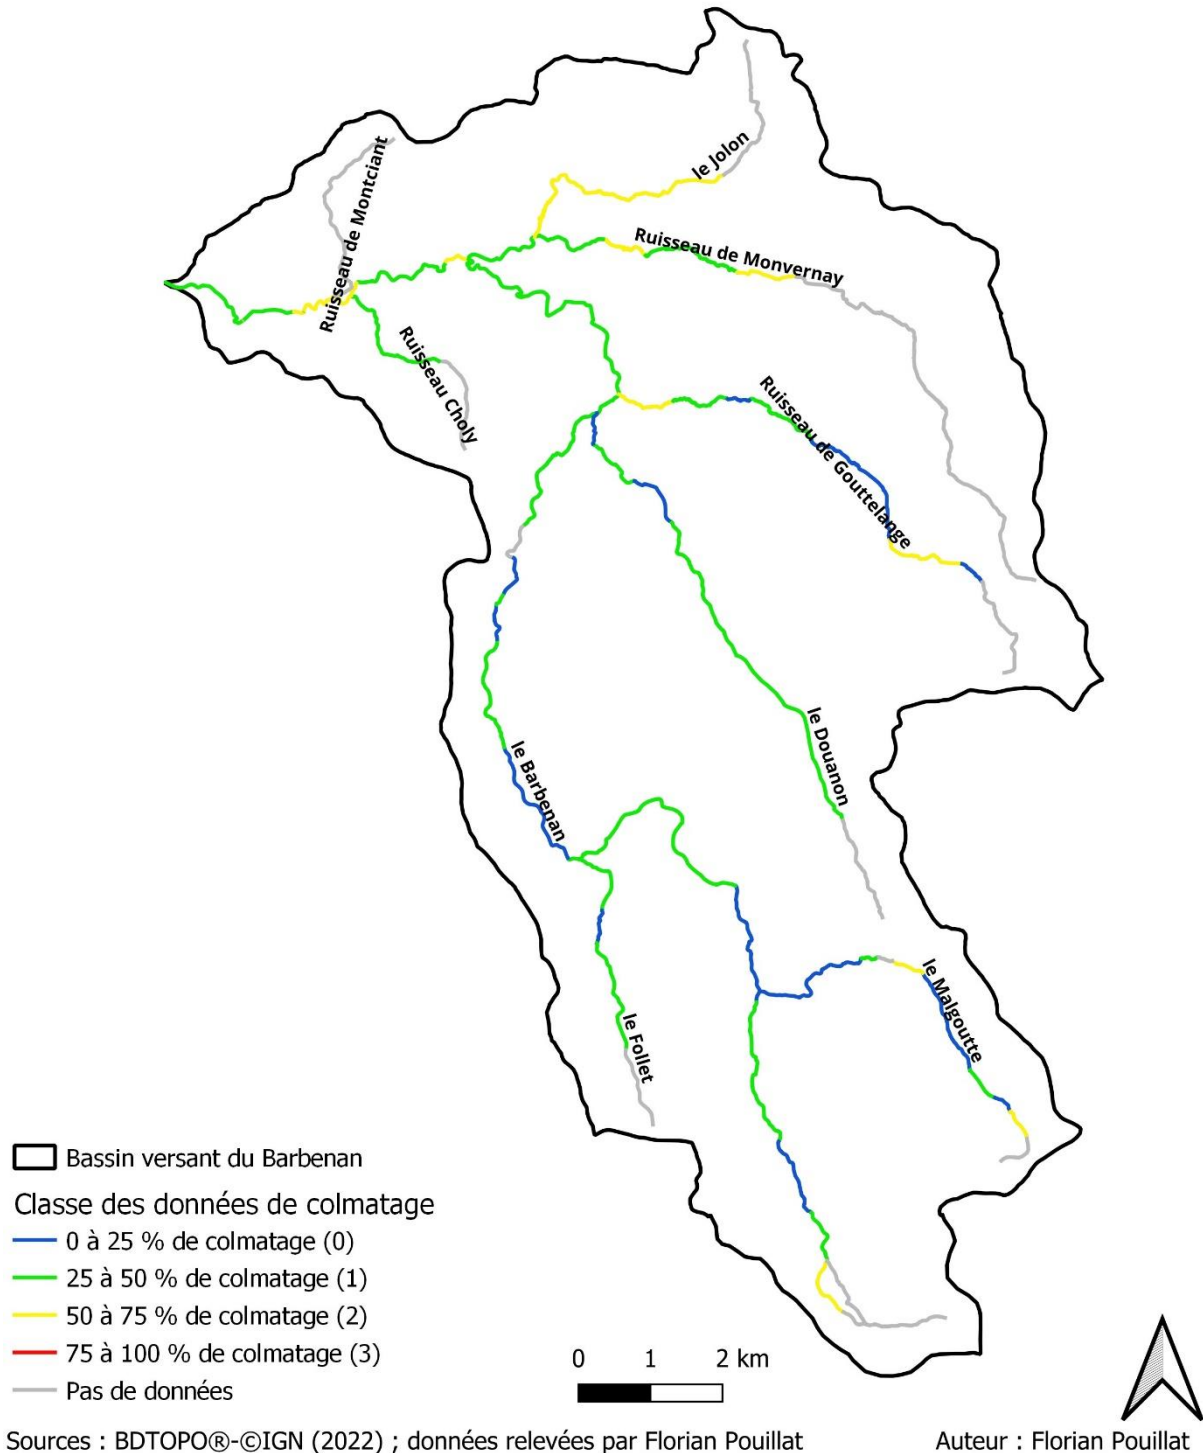 le Jolon
Ruisseau de Montciant
Ruisseau de Monvernay
Ruisseau Choly
Ruisseau de Gouttelange
le Douanon
le Barbenan
le Malgoutte
le Follet
Bassin versant du Barbenan
Classe des données de colmatage
0 à 25 % de colmatage (0)
25 à 50 % de colmatage (1)
50 à 75 % de colmatage (2)
75 à 100 % de colmatage (3)
Pas de données
0 1 2 km
Sources : BDTOPO®-©IGN (2022) ; données relevées par Florian Pouillat
Auteur : Florian Pouillat